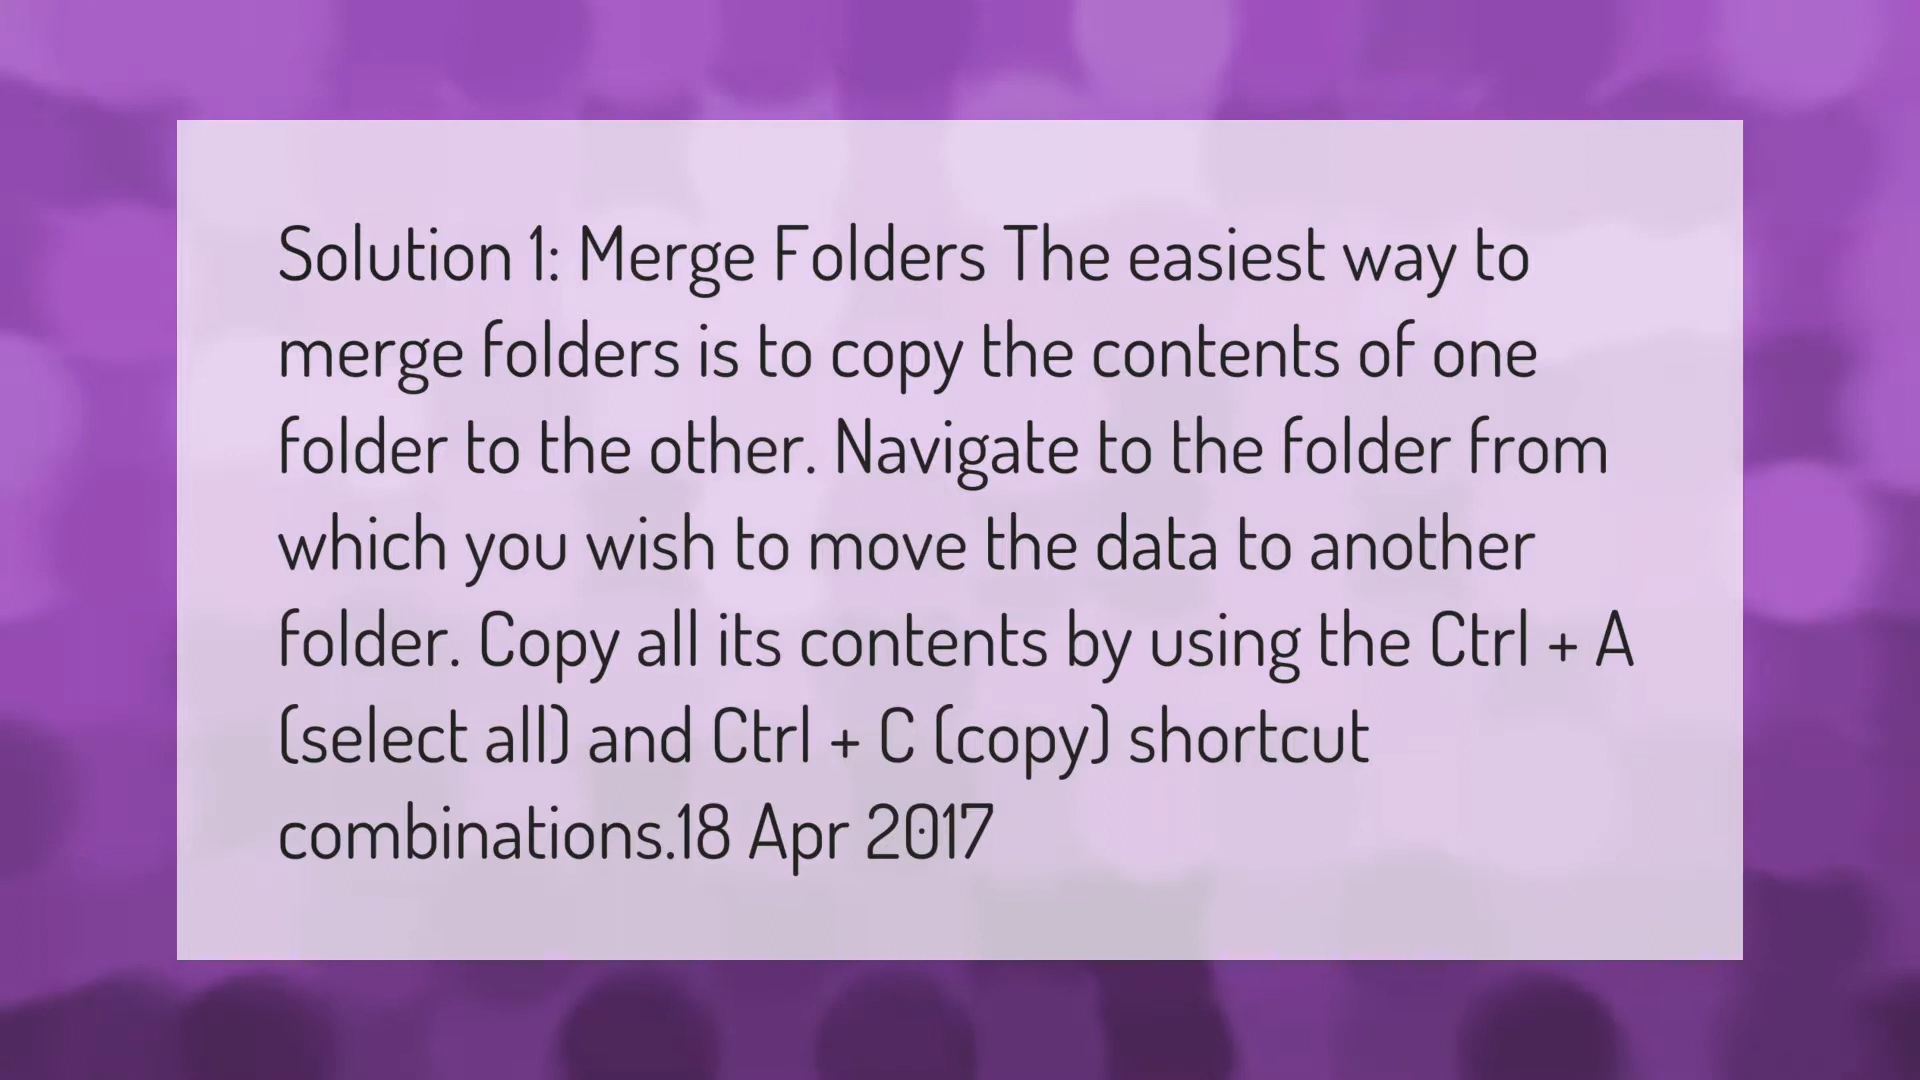 Solution 1: Merge Folders The easiest way to
merge folders is to copy the contents of one
folder to the other. Navigate to the folder from
which you wish to move the data to another
folder. Copy all its contents by using the Ctrl + A
(select all) and Ctrl + C (copy) shortcut
combinations.18 Apr 2017